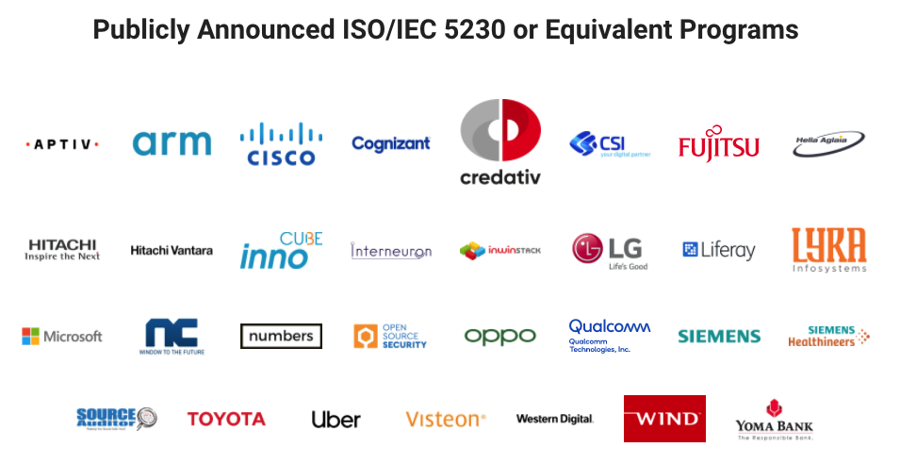 Publicly Announced ISO/IEC 5230 or Equivalent Programs
• A P T I V •
arm
CISCO
Cognizant
credativ
CSI
your digital partner
FUJITSU
Hella Aglaia
HITACHI
Inspire the Next
Hitachi Vantara
CUBE
inno
Interneuron
inwinSTACK
LG
Life's Good
Liferay
LYRA
Infosystems
Microsoft
nc
WINDOW TO THE FUTURE
numbers
OPEN
SOURCE
SECURITY
oppo
Qualcomm
Qualcomm
Technologies, Inc.
SIEMENS
SIEMENS
Healthineers
SOURCE
Auditor
TOYOTA
Uber
Visteon®
Western Digital.
WIND
YOMA BANK
The Responsible Bank.